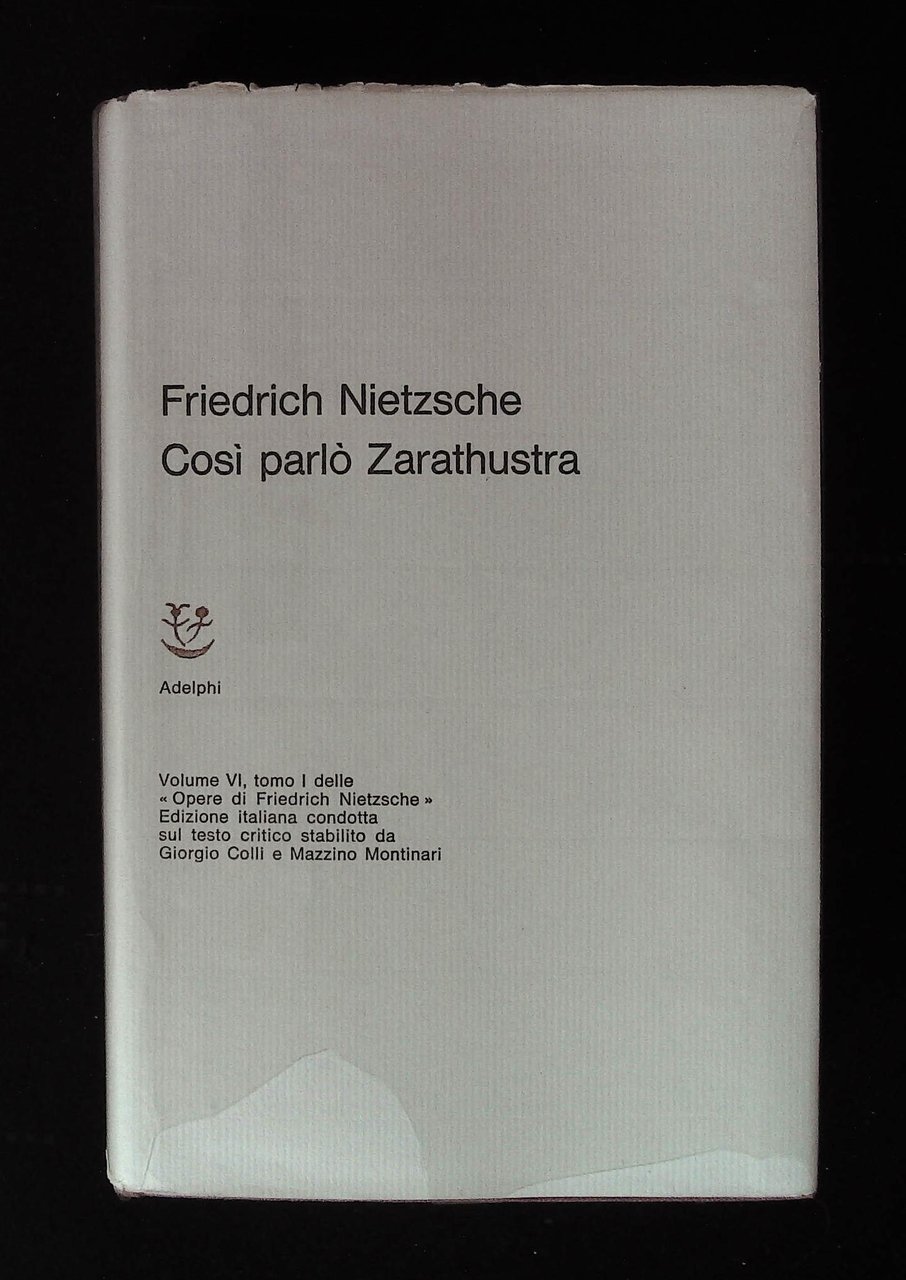 Friedrich Nietzsche
Così parlò Zarathustra
Adelphi
Volume VI, tomo I delle
« Opere di Friedrich Nietzsche »
Edizione italiana condotta
sul testo critico stabilito da
Giorgio Colli e Mazzino Montinari